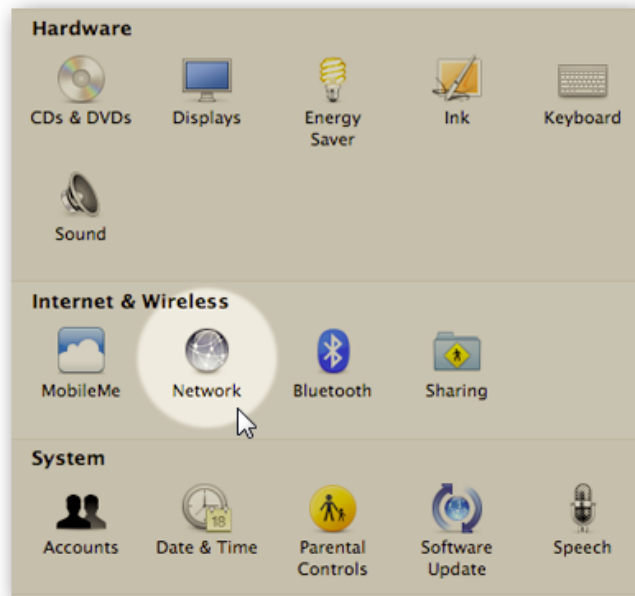 Hardware
CDs & DVDs Displays Energy Saver Ink Keyboard
Sound
Internet & Wireless
MobileMe Network Bluetooth Sharing
System
18
Accounts Date & Time Parental Controls Software Update Speech